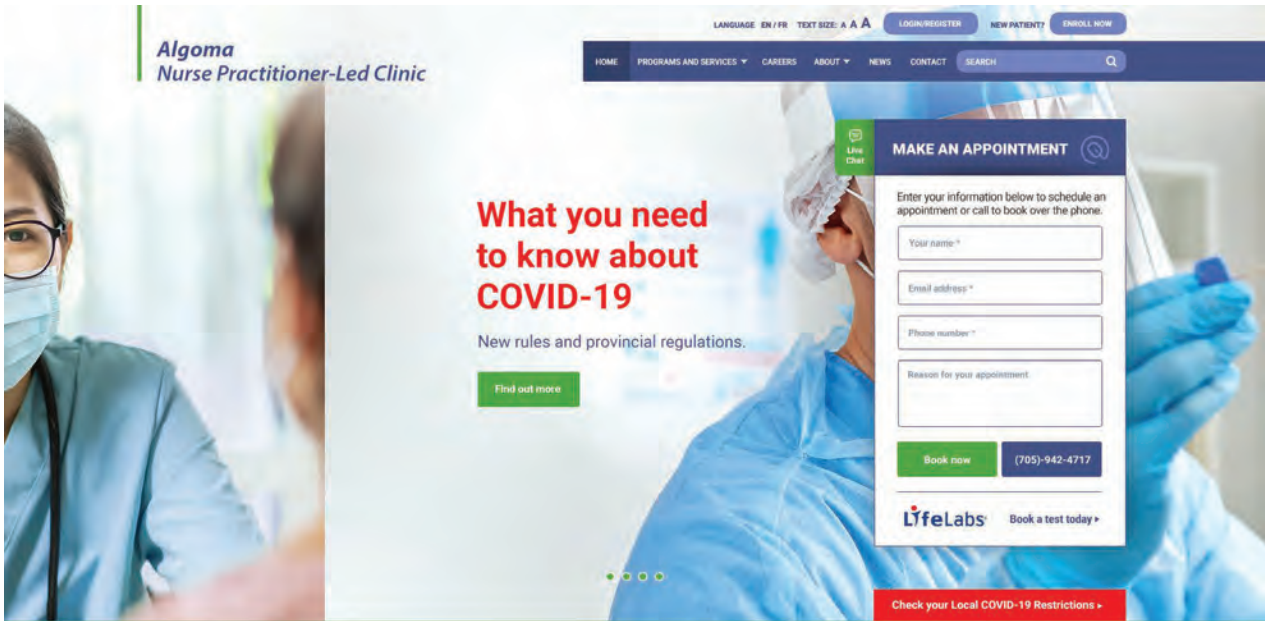 LANGUAGE EN / FR TEXT SIZE: A A A LOGIN/REGISTER NEW PATIENT? ENROLL NOW
Algoma
Nurse Practitioner-Led Clinic
HOME PROGRAMS AND SERVICES ▼ CAREERS ABOUT ▼ NEWS CONTACT SEARCH
What you need
to know about
COVID-19
New rules and provincial regulations.
Find out more
Live
Chat
MAKE AN APPOINTMENT
Enter your information below to schedule an
appointment or call to book over the phone.
Your name *
Email address *
Phone number *
Reason for your appointment
Book now (705)-942-4717
LifeLabs Book a test today ▸
Check your Local COVID-19 Restrictions ▸